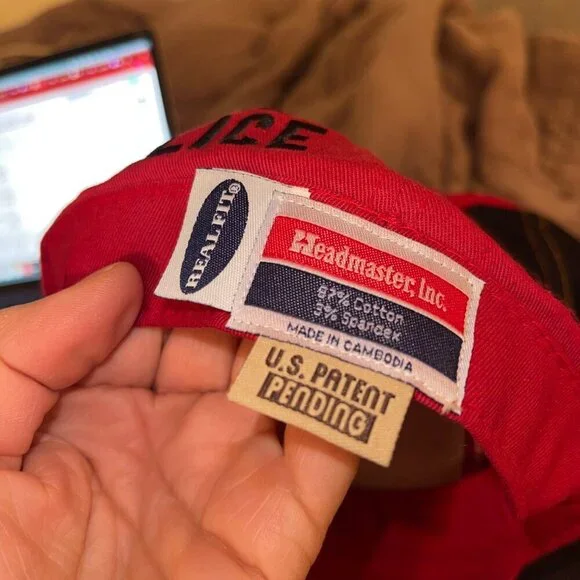 LICE
REALFIT®
Headmaster, Inc.
97% Cotton
3% Spandex
MADE IN CAMBODIA
U.S. PATENT
PENDING